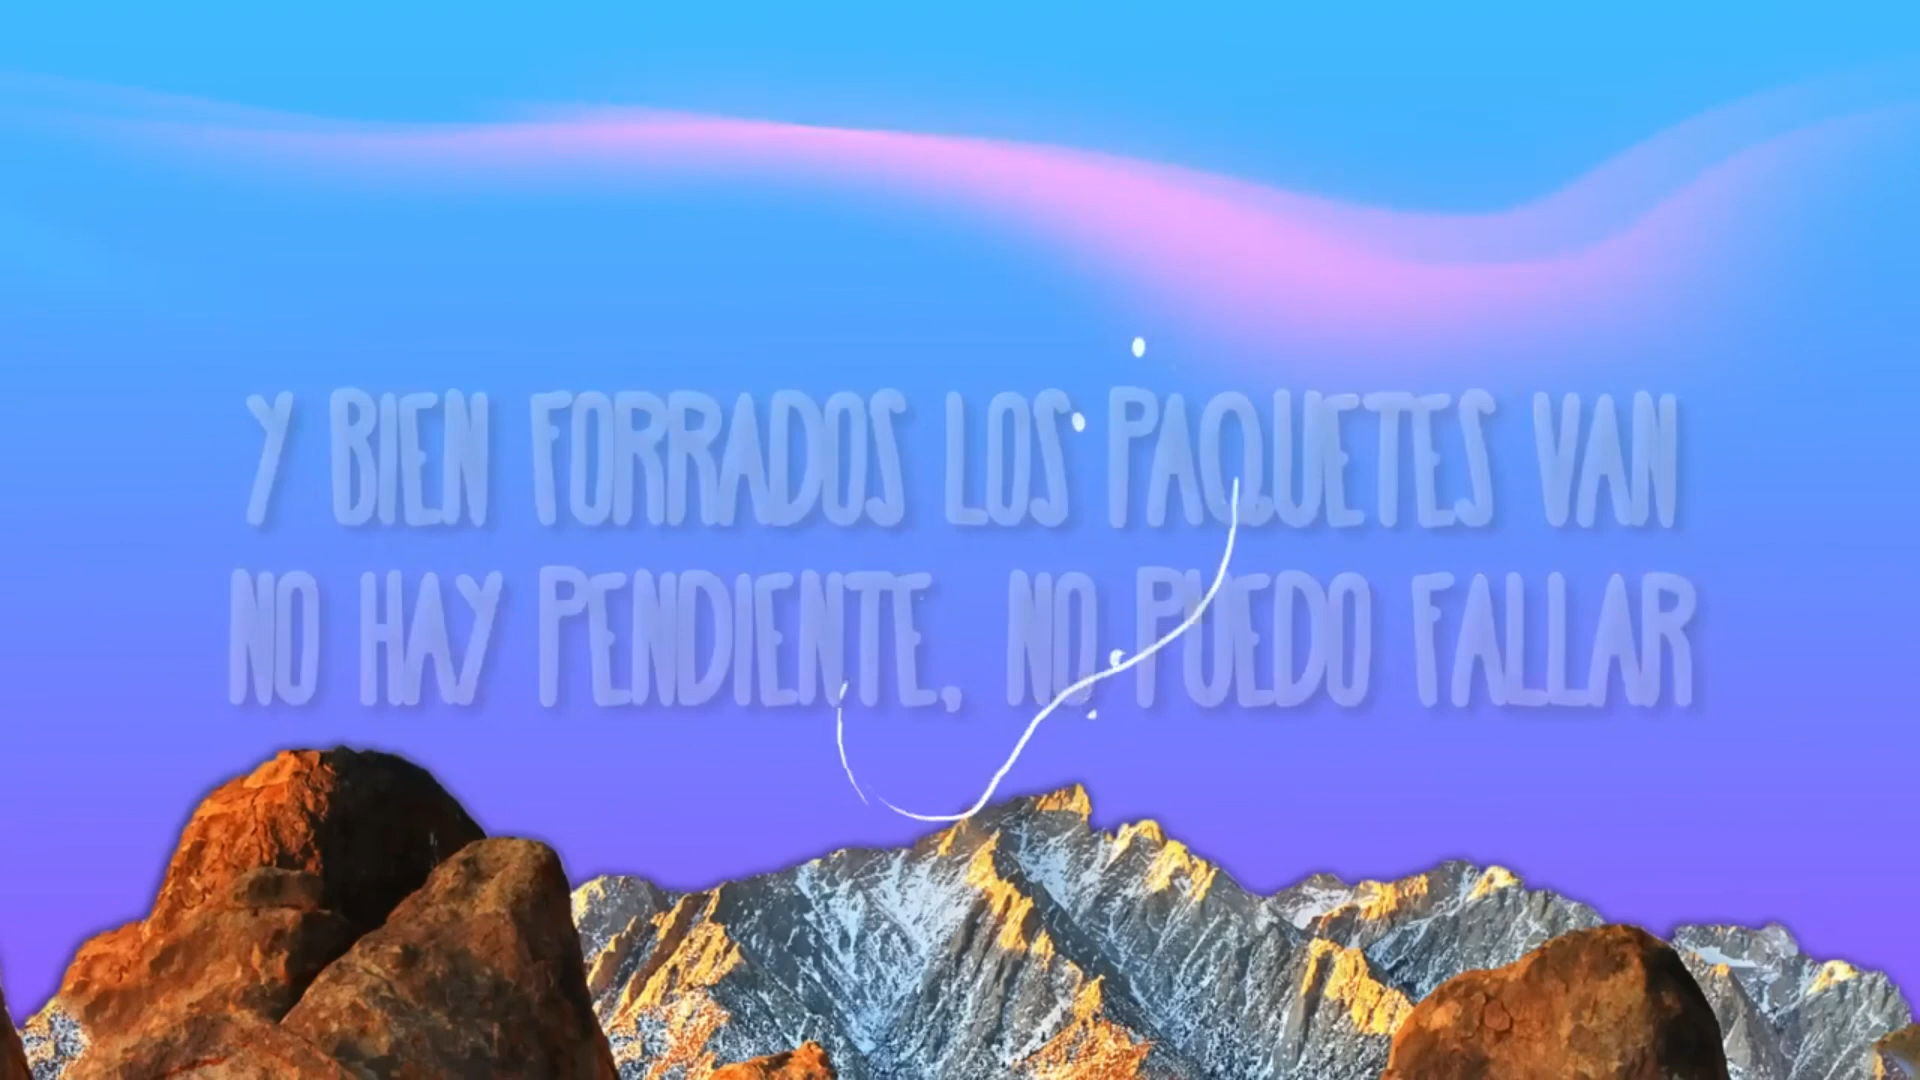 Y BIEN FORRADOS LOS PAQUETES VAN
NO HAY PENDIENTE, NO PUEDO FALLAR